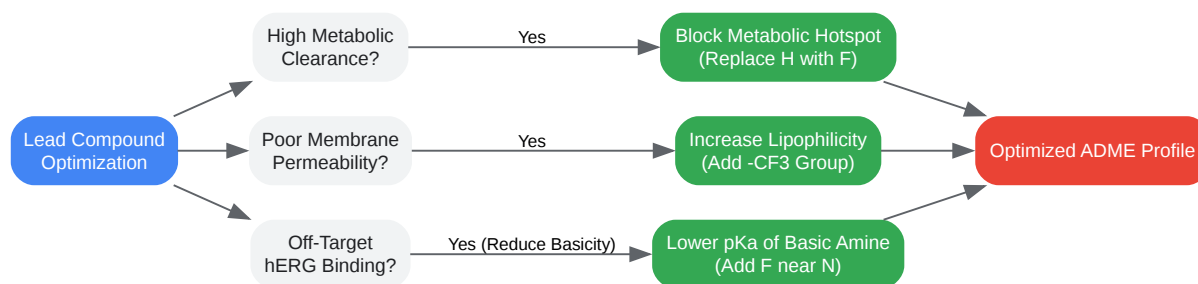 High Metabolic
Clearance?
Yes
Block Metabolic Hotspot
(Replace H with F)
Lead Compound
Optimization
Poor Membrane
Permeability?
Yes
Increase Lipophilicity
(Add -CF3 Group)
Optimized ADME Profile
Off-Target
hERG Binding?
Yes (Reduce Basicity)
Lower pKa of Basic Amine
(Add F near N)